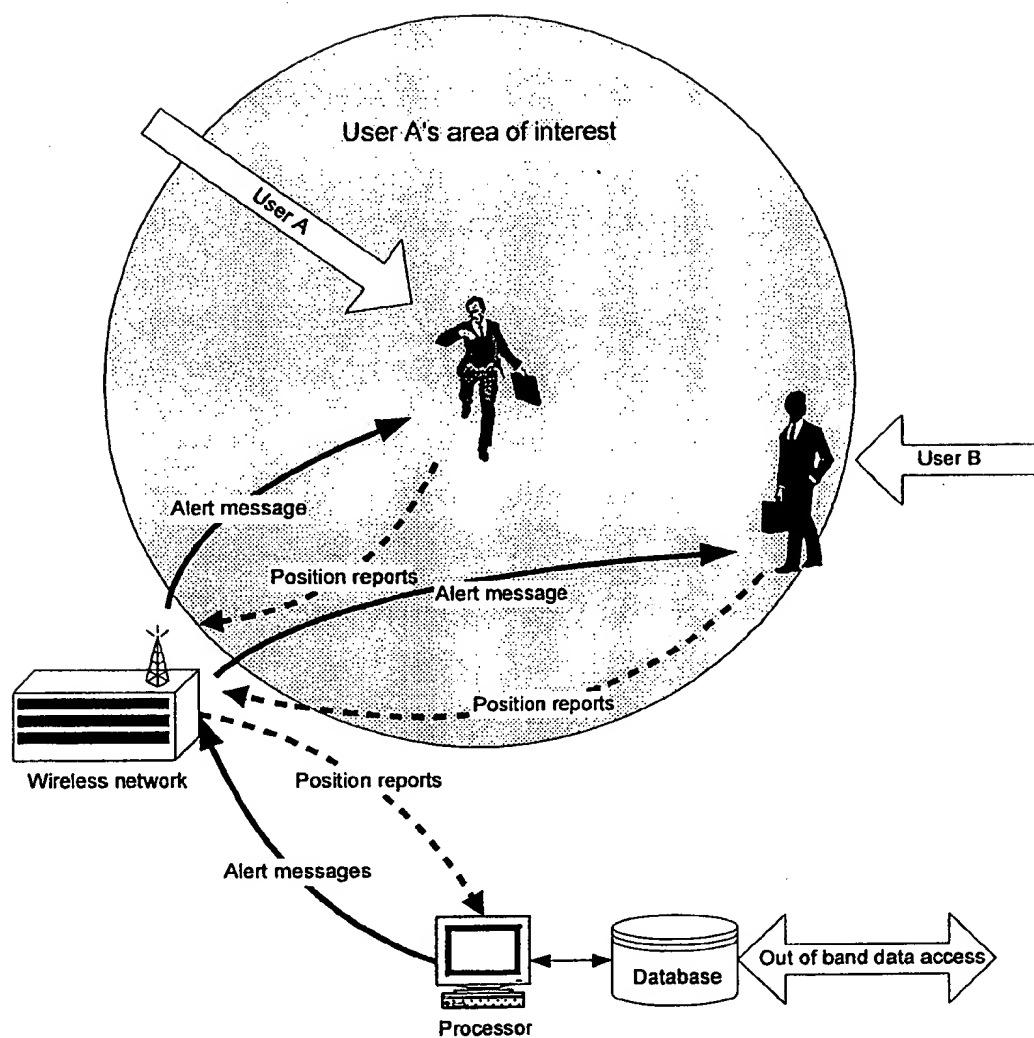 User A's area of interest
User A
User B
Alert message
Position reports
Alert message
Position reports
Wireless network
Position reports
Alert messages
Out of band data access
Database
Processor